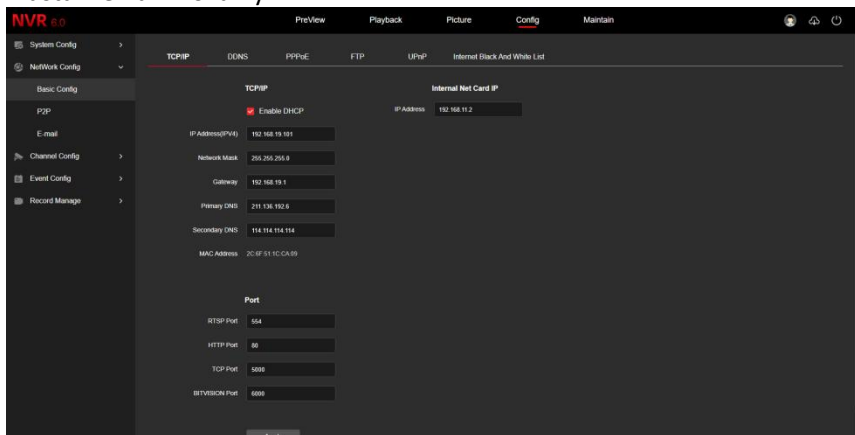 NVR 6.0
PreView Playback Picture Config Maintain
System Config
NetWork Config
Basic Config
P2P
E-mail
Channel Config
Event Config
Record Manage
TCP/IP DDNS PPPoE FTP UPnP Internet Black And White List
TCP/IP
Enable DHCP
IP Address(IPV4) 192.168.19.101
Network Mask 255.255.255.0
Gateway 192.168.19.1
Primary DNS 211.136.192.6
Secondary DNS 114.114.114.114
MAC Address 2C:6F:51:1C:CA:09
Internal Net Card IP
IP Address 192.168.11.2
Port
RTSP Port 554
HTTP Port 80
TCP Port 5000
BITVISION Port 6000